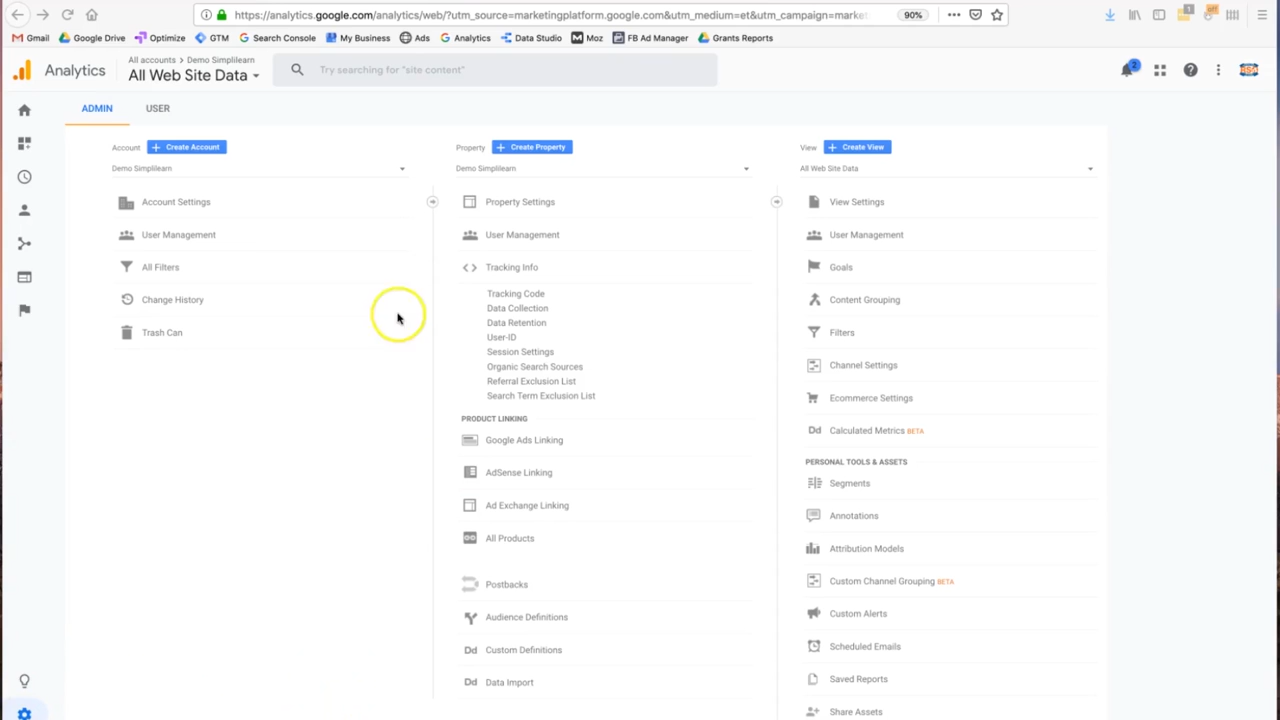 https://analytics.google.com/analytics/web/?utm_source=marketingplatform.google.com&utm_medium=et&utm_campaign=marke
90%
Gmail Google Drive Optimize GTM Search Console My Business Ads Analytics Data Studio Moz FB Ad Manager Grants Reports
Analytics
All accounts > Demo Simplilearn
All Web Site Data
Try searching for "site content"
2
ADMIN USER
Account + Create Account
Demo Simplilearn
Account Settings
User Management
All Filters
Change History
Trash Can
Property + Create Property
Demo Simplilearn
Property Settings
User Management
Tracking Info
Tracking Code
Data Collection
Data Retention
User-ID
Session Settings
Organic Search Sources
Referral Exclusion List
Search Term Exclusion List
PRODUCT LINKING
Google Ads Linking
AdSense Linking
Ad Exchange Linking
All Products
Postbacks
Audience Definitions
Dd Custom Definitions
Dd Data Import
View + Create View
All Web Site Data
View Settings
User Management
Goals
Content Grouping
Filters
Channel Settings
Ecommerce Settings
Dd Calculated Metrics BETA
PERSONAL TOOLS & ASSETS
Segments
Annotations
Attribution Models
Custom Channel Grouping BETA
Custom Alerts
Scheduled Emails
Saved Reports
Share Assets